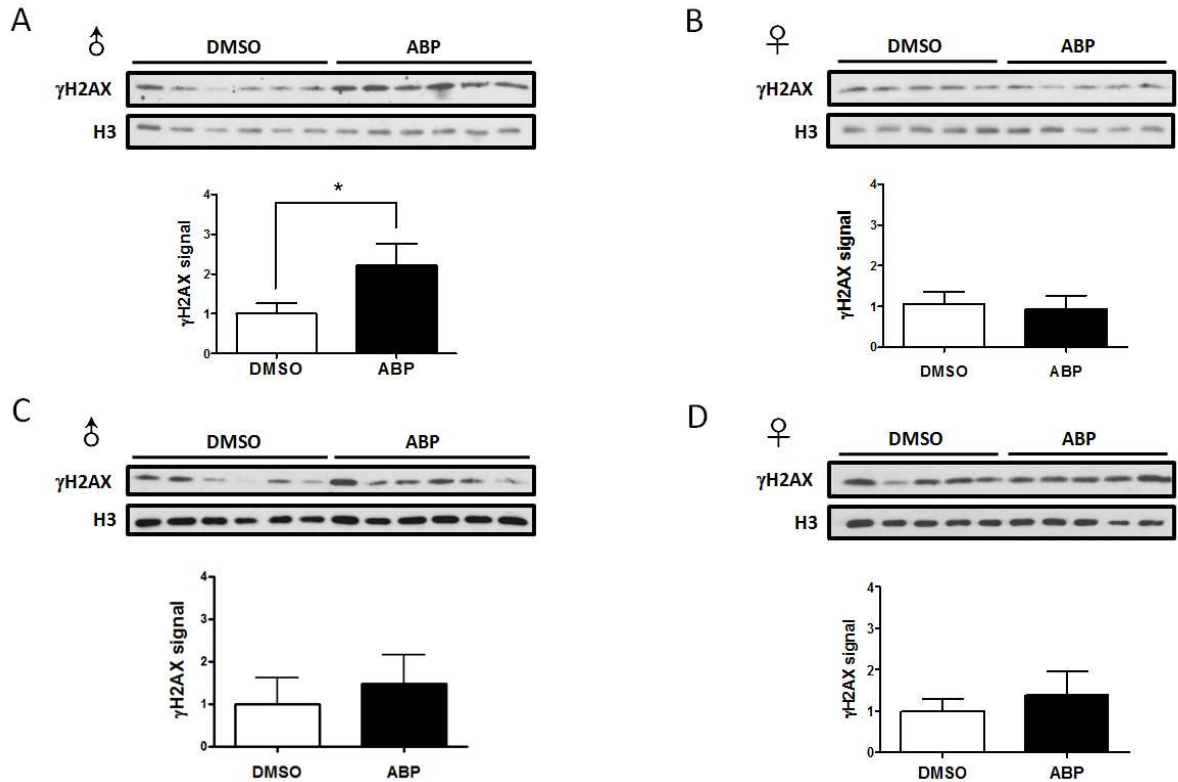 A
♂
DMSO ABP
γH2AX
H3
*
γH2AX signal
4
3
2
1
0
DMSO ABP
B
♀
DMSO ABP
γH2AX
H3
γH2AX signal
4
3
2
1
0
DMSO ABP
C
♂
DMSO ABP
γH2AX
H3
γH2AX signal
4
3
2
1
0
DMSO ABP
D
♀
DMSO ABP
γH2AX
H3
γH2AX signal
4
3
2
1
0
DMSO ABP